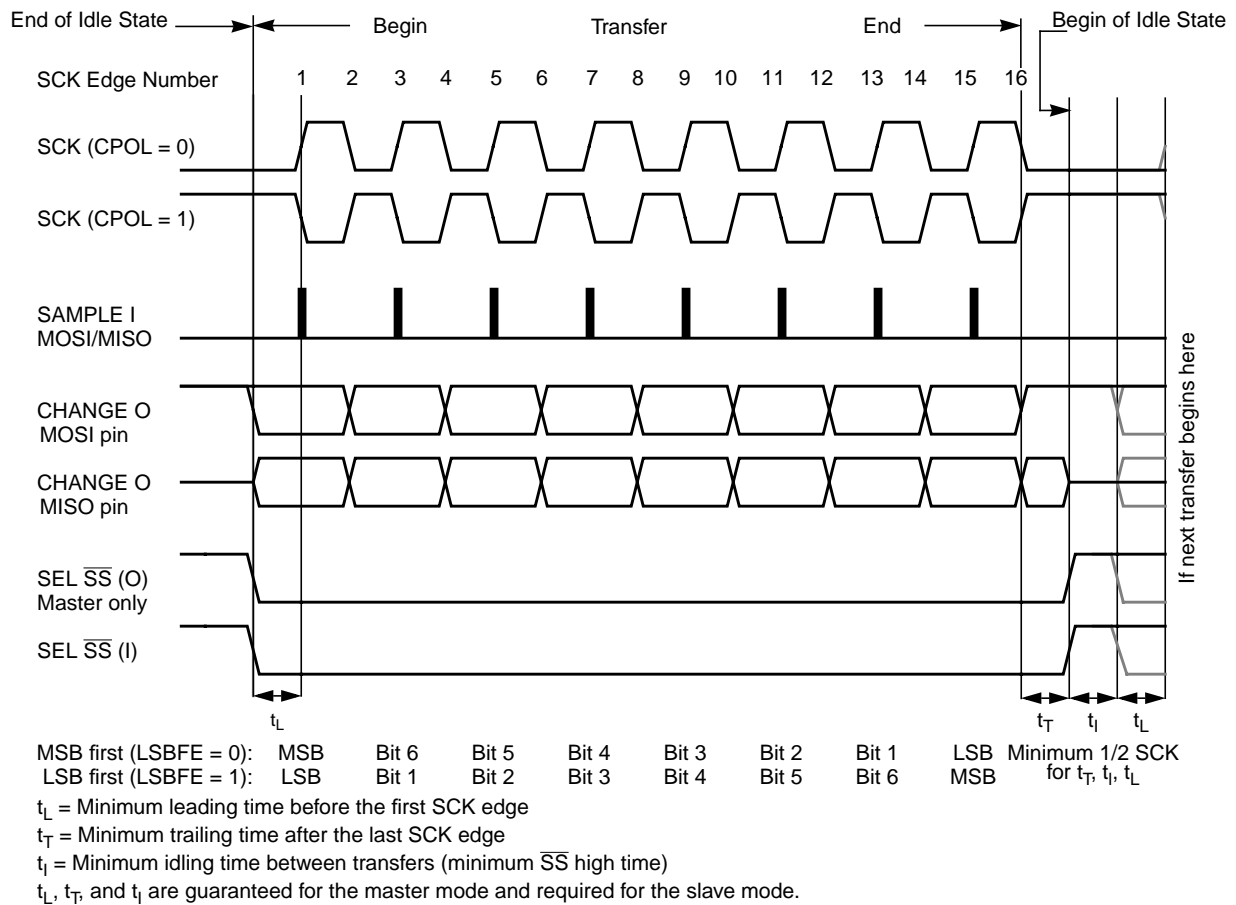 End of Idle State
Begin
Transfer
End
Begin of Idle State
SCK Edge Number
1 2 3 4 5 6 7 8 9 10 11 12 13 14 15 16
SCK (CPOL = 0)
SCK (CPOL = 1)
SAMPLE I
MOSI/MISO
CHANGE O
MOSI pin
CHANGE O
MISO pin
SEL S̅S̅ (O)
Master only
SEL S̅S̅ (I)
If next transfer begins here
tL
tT tI tL
MSB first (LSBFE = 0): MSB Bit 6 Bit 5 Bit 4 Bit 3 Bit 2 Bit 1 LSB Minimum 1/2 SCK
LSB first (LSBFE = 1): LSB Bit 1 Bit 2 Bit 3 Bit 4 Bit 5 Bit 6 MSB for tT, tI, tL
tL = Minimum leading time before the first SCK edge
tT = Minimum trailing time after the last SCK edge
tI = Minimum idling time between transfers (minimum S̅S̅ high time)
tL, tT, and tI are guaranteed for the master mode and required for the slave mode.